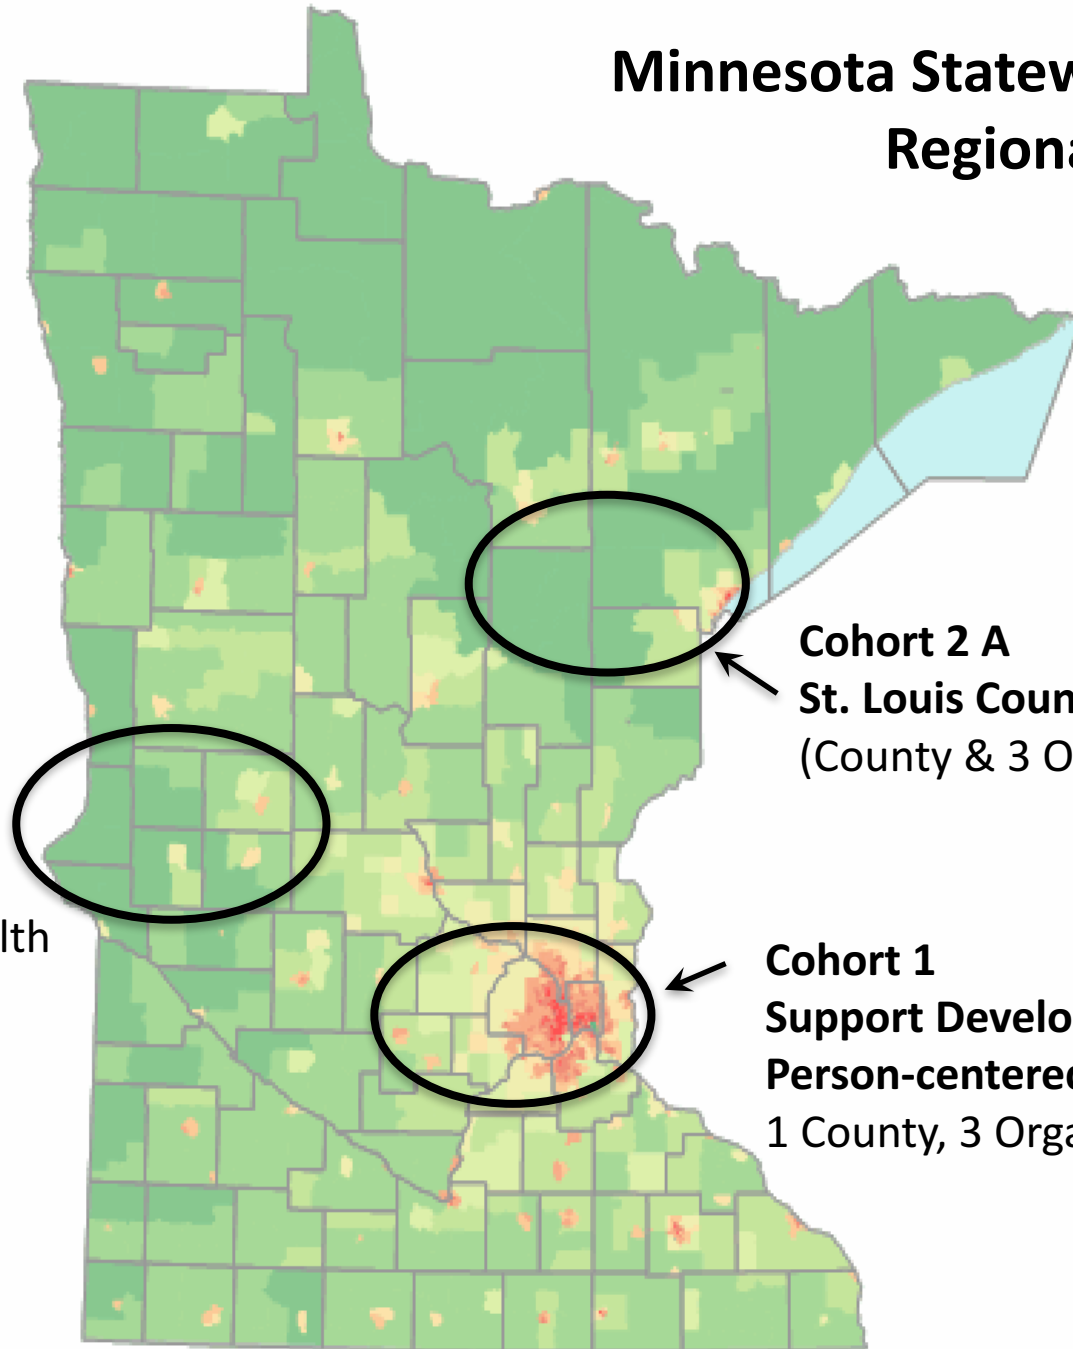 Minnesota Statew
Regiona
Cohort 2 A
St. Louis Coun
(County & 3 O
lth
Cohort 1
Support Develo
Person-centered
1 County, 3 Orga